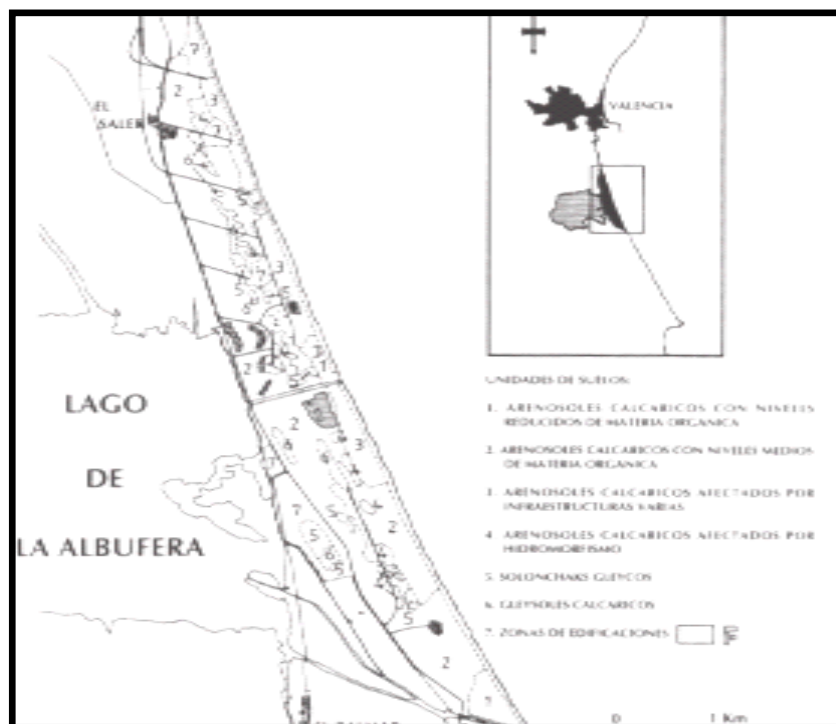 EL
SALER
VALENCIA
LAGO
DE
LA ALBUFERA
UNIDADES DE SUELOS:
1. ARENOSOLES CALCARICOS CON NIVELES
REDUCIDOS DE MATERIA ORGANICA
2. ARENOSOLES CALCARICOS CON NIVELES MEDIOS
DE MATERIA ORGANICA
3. ARENOSOLES CALCARICOS AFECTADOS POR
INFRAESTRUCTURAS VARIAS
4. ARENOSOLES CALCARICOS AFECTADOS POR
HIDROMORFISMO
5. SOLONCHAKS GLEYCOS
6. GLEYSOLES CALCARICOS
7. ZONAS DE EDIFICACIONES
0 1 Km